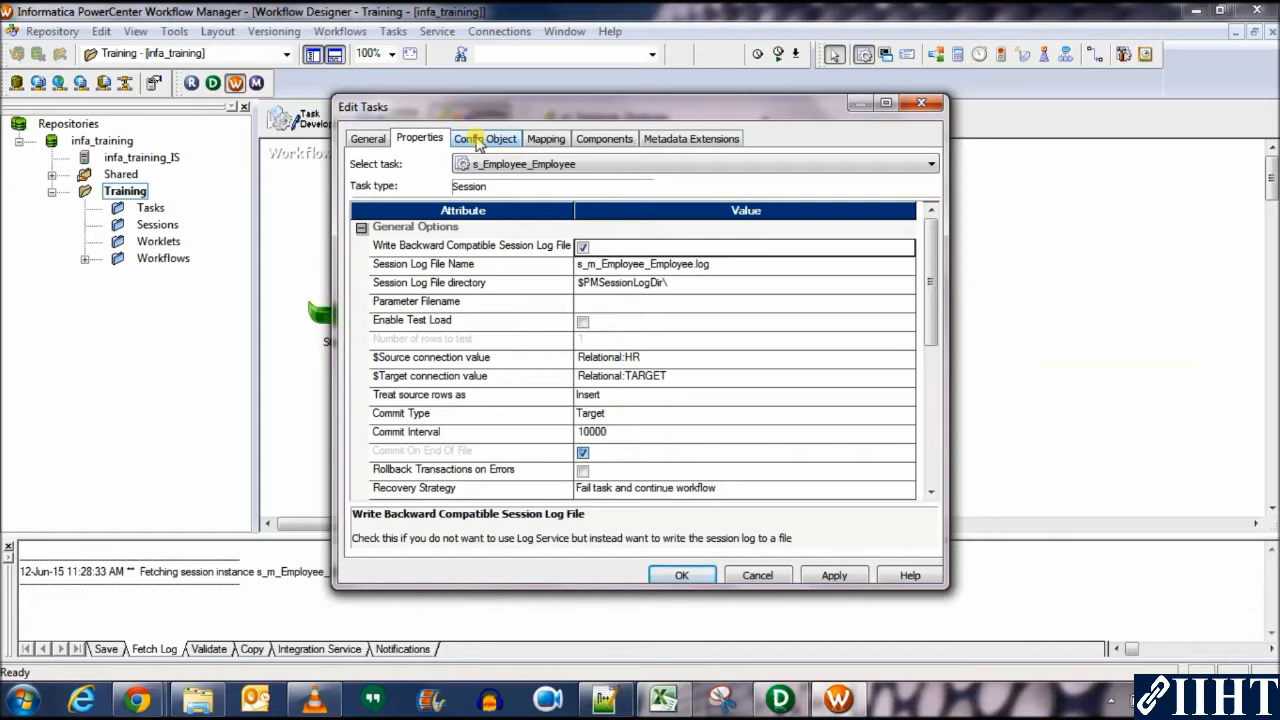 Informatica PowerCenter Workflow Manager - [Workflow Designer - Training - [infa_training]]
Repository Edit View Tools Layout Versioning Workflows Tasks Service Connections Window Help
Training - [infa_training] 100%
R D W M
Edit Tasks
General Properties Config Object Mapping Components Metadata Extensions
Select task: s_Employee_Employee
Task type: Session
Attribute Value
General Options
Write Backward Compatible Session Log File
Session Log File Name s_m_Employee_Employee.log
Session Log File directory $PMSessionLogDir\
Parameter Filename
Enable Test Load
Number of rows to test 1
$Source connection value Relational:HR
$Target connection value Relational:TARGET
Treat source rows as Insert
Commit Type Target
Commit Interval 10000
Commit On End Of File
Rollback Transactions on Errors
Recovery Strategy Fail task and continue workflow
Write Backward Compatible Session Log File
Check this if you do not want to use Log Service but instead want to write the session log to a file
OK Cancel Apply Help
Repositories
infa_training
infa_training_IS
Shared
Training
Tasks
Sessions
Worklets
Workflows
Task
Develop
Workflow
12-Jun-15 11:28:33 AM ** Fetching session instance s_m_Employee_
Save Fetch Log Validate Copy Integration Service Notifications
Ready
IIHT